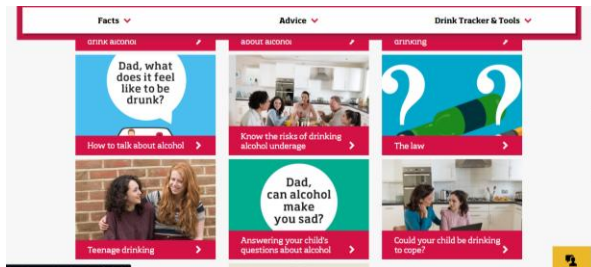 Facts
Advice
Drink Tracker & Tools
drink alcohol
about alcohol
drinking
Dad, what
does it feel
like to be
drunk?
How to talk about alcohol
Know the risks of drinking
alcohol underage
? ?
The law
Teenage drinking
Dad,
can alcohol
make
you sad?
Answering your child's
questions about alcohol
Could your child be drinking
to cope?